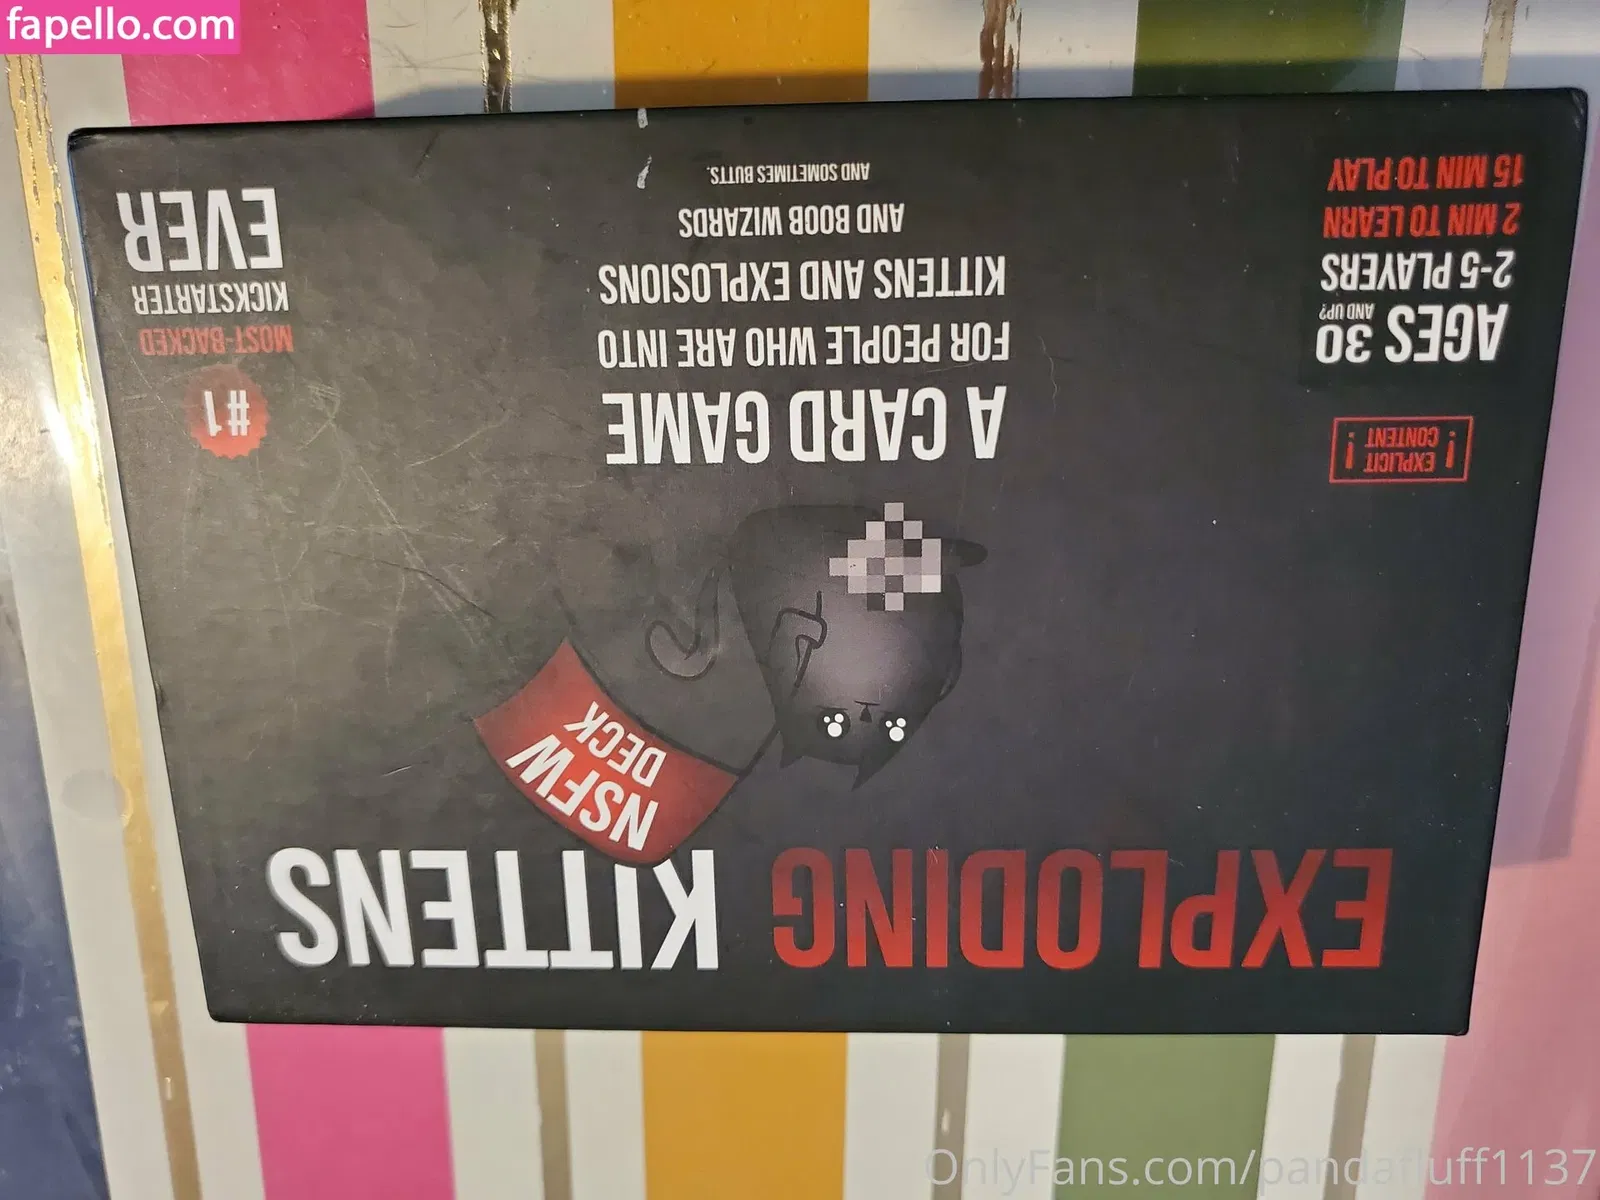 fapello.com
EXPLODING KITTENS
NSFW
DECK
A CARD GAME
FOR PEOPLE WHO ARE INTO
KITTENS AND EXPLOSIONS
AND BOOB WIZARDS
AND SOMETIMES BUTTS.
! EXPLICIT CONTENT !
AGES 30 AND UP?
2-5 PLAYERS
2 MIN TO LEARN
15 MIN TO PLAY
#1
MOST-BACKED
KICKSTARTER
EVER
OnlyFans.com/pandafluff1137